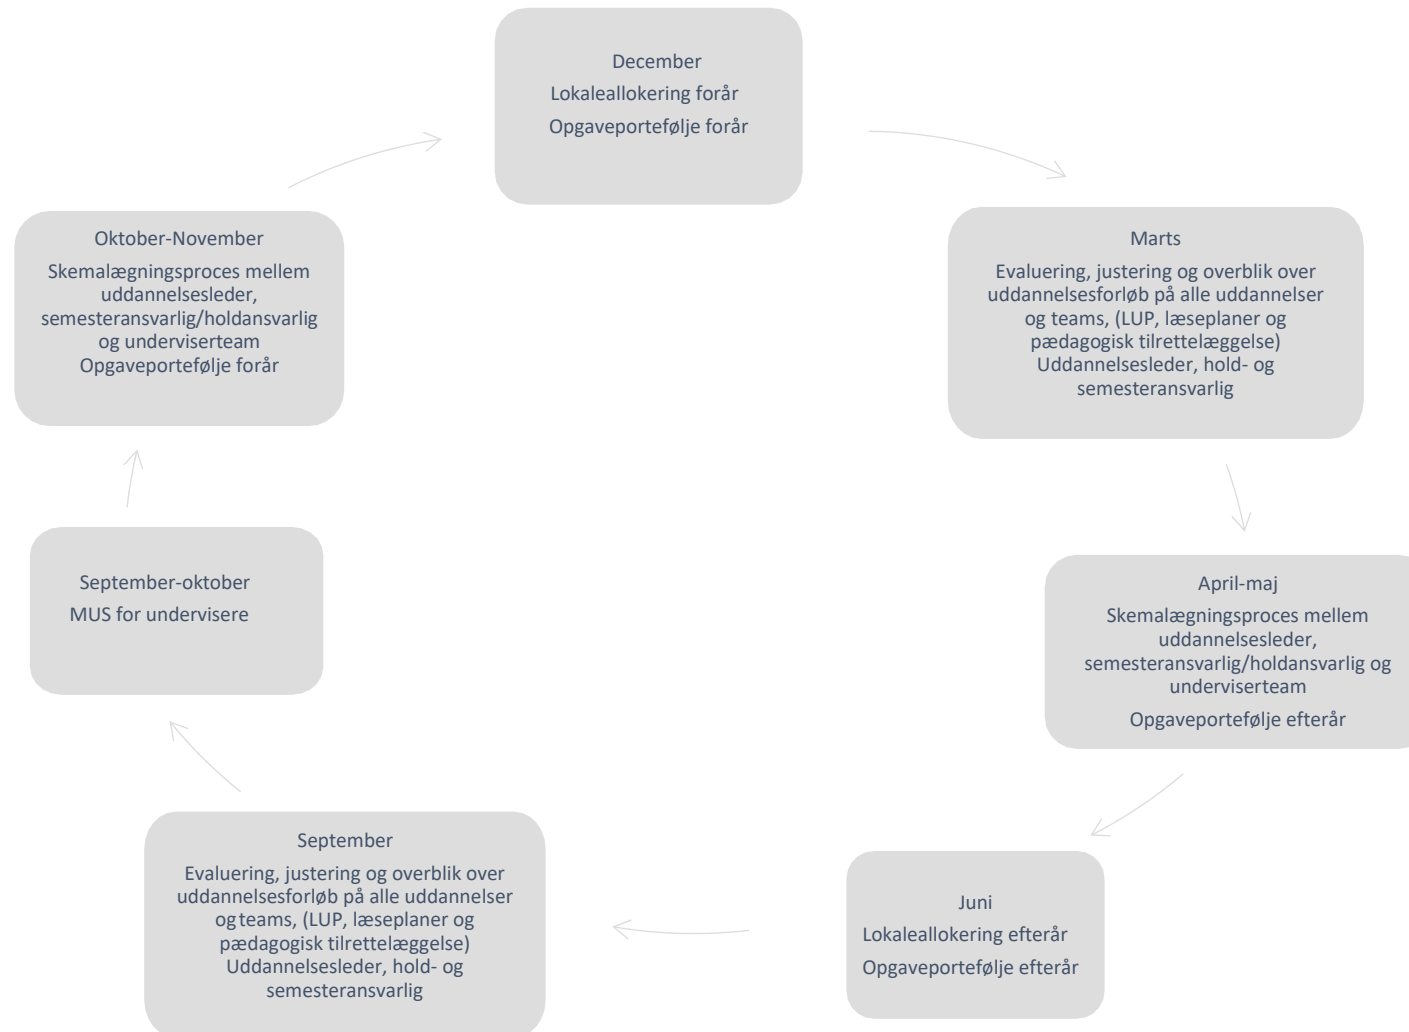 December
Lokaleallokering forår
Opgaveportefølje forår
Marts
Evaluering, justering og overblik over
uddannelsesforløb på alle uddannelser
og teams, (LUP, læseplaner og
pædagogisk tilrettelæggelse)
Uddannelsesleder, hold- og
semesteransvarlig
April-maj
Skemalægningsproces mellem
uddannelsesleder,
semesteransvarlig/holdansvarlig og
underviserteam
Opgaveportefølje efterår
Juni
Lokaleallokering efterår
Opgaveportefølje efterår
September
Evaluering, justering og overblik over
uddannelsesforløb på alle uddannelser
og teams, (LUP, læseplaner og
pædagogisk tilrettelæggelse)
Uddannelsesleder, hold- og
semesteransvarlig
September-oktober
MUS for undervisere
Oktober-November
Skemalægningsproces mellem
uddannelsesleder,
semesteransvarlig/holdansvarlig
og underviserteam
Opgaveportefølje forår